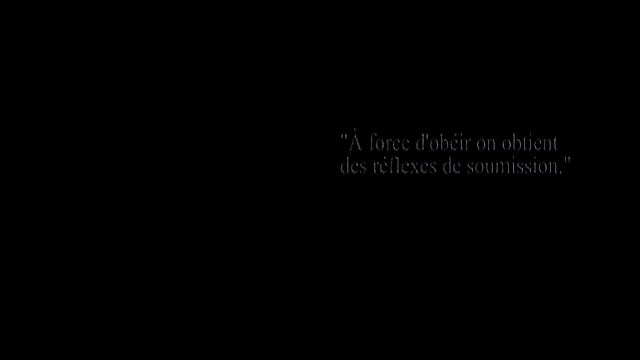 "À force d'obéir on obtient
des réflexes de soumission."